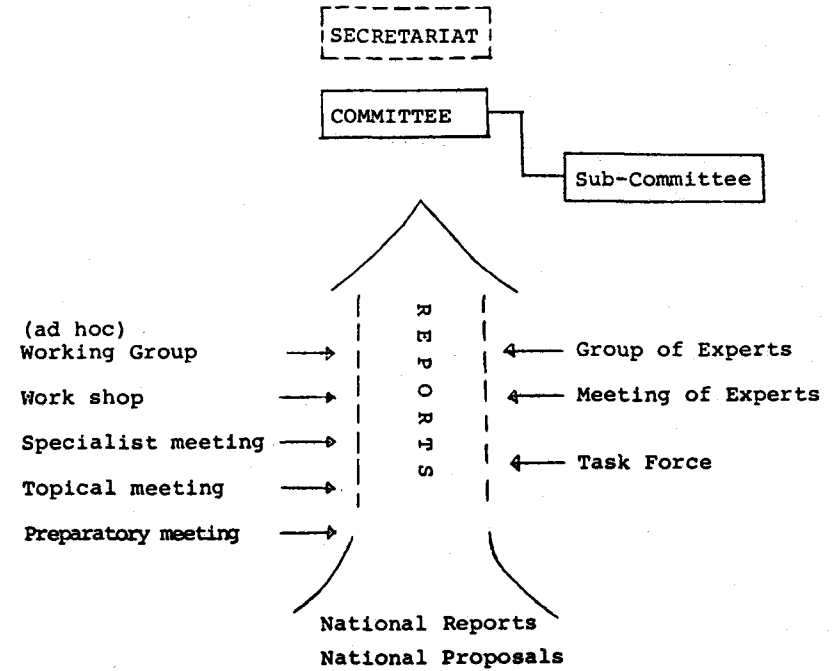 SECRETARIAT
COMMITTEE
Sub-Committee
REPORTS
(ad hoc)
Working Group
Work shop
Specialist meeting
Topical meeting
Preparatory meeting
Group of Experts
Meeting of Experts
Task Force
National Reports
National Proposals